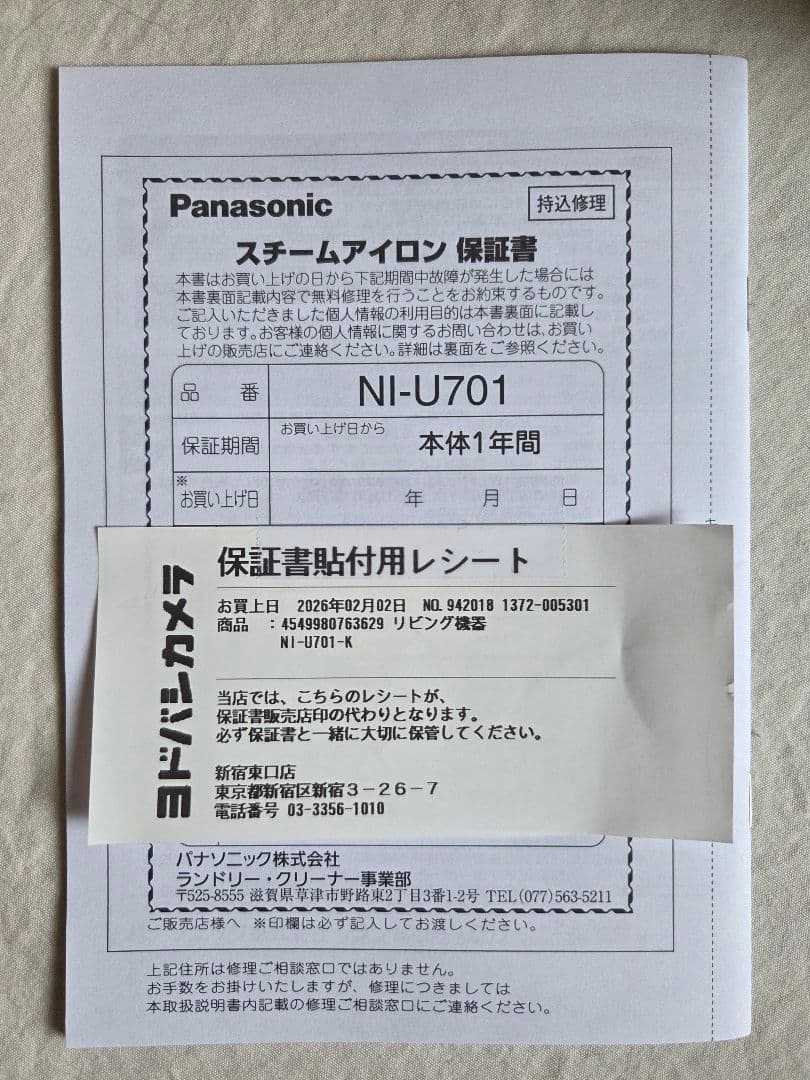 Panasonic
持込修理
スチームアイロン 保証書
本書はお買い上げの日から下記期間中故障が発生した場合には
本書裏面記載内容で無料修理を行うことをお約束するものです。
ご記入いただきました個人情報の利用目的は本書裏面に記載し
ております。お客様の個人情報に関するお問い合わせは、お買い
上げの販売店にご連絡ください。詳細は裏面をご参照ください。
品 番 NI-U701
保証期間 お買い上げ日から 本体1年間
※お買い上げ日 年 月 日
ヨドバシカメラ
保証書貼付用レシート
お買上日 2026年02月02日 NO. 942018 1372-005301
商品 : 4549980763629 リビング機器
NI-U701-K
当店では、こちらのレシートが、
保証書販売店印の代わりとなります。
必ず保証書と一緒に大切に保管してください。
新宿東口店
東京都新宿区新宿3-26-7
電話番号 03-3356-1010
パナソニック株式会社
ランドリー・クリーナー事業部
〒525-8555 滋賀県草津市野路東2丁目3番1-2号 TEL(077)563-5211
ご販売店様へ ※印欄は必ず記入してお渡しください。
上記住所は修理ご相談窓口ではありません。
お手数をお掛けいたしますが、修理につきましては
本取扱説明書内記載の修理ご相談窓口にご連絡ください。